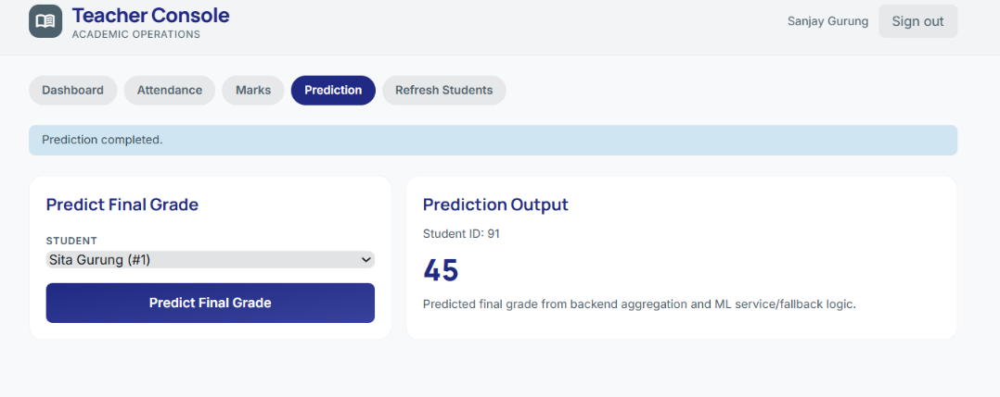 Teacher Console
ACADEMIC OPERATIONS
Sanjay Gurung
Sign out
Dashboard
Attendance
Marks
Prediction
Refresh Students
Prediction completed.
Predict Final Grade
STUDENT
Sita Gurung (#1)
Predict Final Grade
Prediction Output
Student ID: 91
45
Predicted final grade from backend aggregation and ML service/fallback logic.